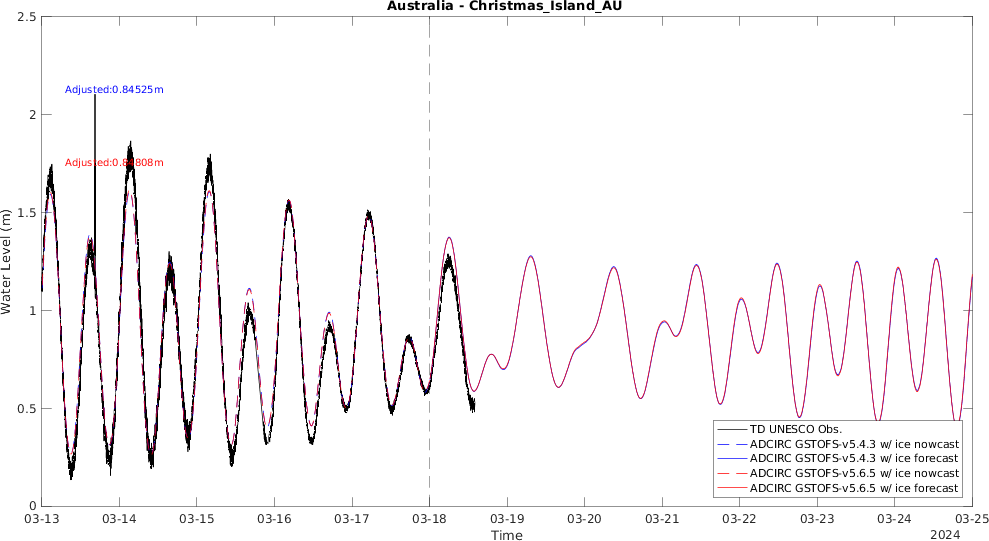 Australia - Christmas_Island_AU
2.5
2
1.5
1
0.5
0
Water Level (m)
Adjusted:0.84525m
Adjusted:0.84808m
TD UNESCO Obs.
ADCIRC GSTOFS-v5.4.3 w/ ice nowcast
ADCIRC GSTOFS-v5.4.3 w/ ice forecast
ADCIRC GSTOFS-v5.6.5 w/ ice nowcast
ADCIRC GSTOFS-v5.6.5 w/ ice forecast
03-13 03-14 03-15 03-16 03-17 03-18 03-19 03-20 03-21 03-22 03-23 03-24 03-25
Time
2024